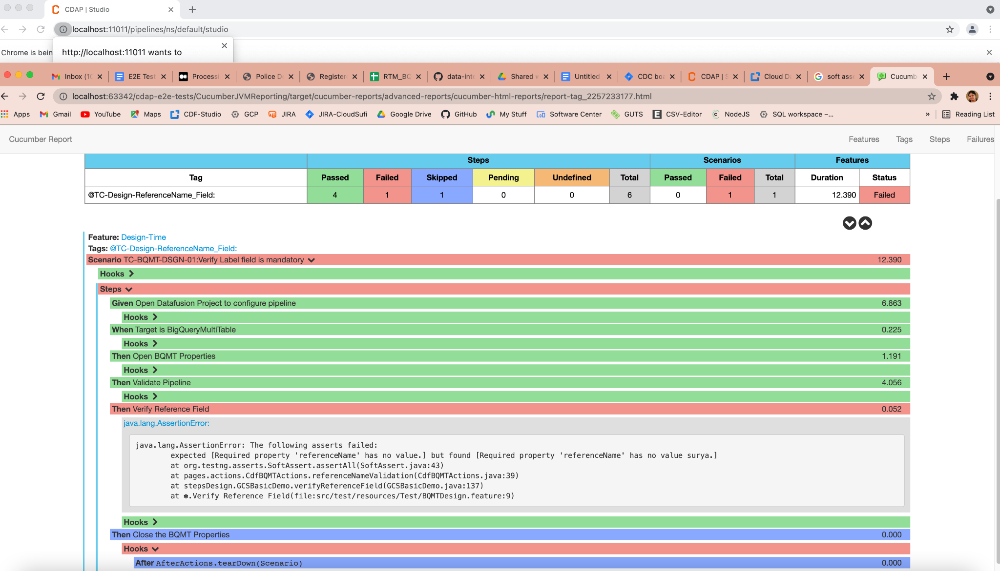 CDAP | Studio
localhost:11011/pipelines/ns/default/studio
Chrome is bein
http://localhost:11011 wants to
Inbox (1 E2E Test Processi Police D Register RTM_BQ data-inte Shared Untitled CDC boa CDAP | S Cloud D soft ass Cucumb
localhost:63342/cdap-e2e-tests/CucumberJVMReporting/target/cucumber-reports/advanced-reports/cucumber-html-reports/report-tag_2257233177.html
Apps Gmail YouTube Maps CDF-Studio GCP JIRA JIRA-CloudSufi Google Drive GitHub My Stuff Software Center GUTS CSV-Editor NodeJS SQL workspace –... » Reading List
Cucumber Report Features Tags Steps Failures
Steps Scenarios Features
Tag Passed Failed Skipped Pending Undefined Total Passed Failed Total Duration Status
@TC-Design-ReferenceName_Field: 4 1 1 0 0 6 0 1 1 12.390 Failed
Feature: Design-Time
Tags: @TC-Design-ReferenceName_Field:
Scenario TC-BQMT-DSGN-01:Verify Label field is mandatory 12.390
Hooks
Steps
Given Open Datafusion Project to configure pipeline 6.863
Hooks
When Target is BigQueryMultiTable 0.225
Hooks
Then Open BQMT Properties 1.191
Hooks
Then Validate Pipeline 4.056
Hooks
Then Verify Reference Field 0.052
java.lang.AssertionError:
java.lang.AssertionError: The following asserts failed:
expected [Required property 'referenceName' has no value.] but found [Required property 'referenceName' has no value surya.]
at org.testng.asserts.SoftAssert.assertAll(SoftAssert.java:43)
at pages.actions.CdfBQMTActions.referenceNameValidation(CdfBQMTActions.java:39)
at stepsDesign.GCSBasicDemo.verifyReferenceField(GCSBasicDemo.java:137)
at ✽.Verify Reference Field(file:src/test/resources/Test/BQMTDesign.feature:9)
Hooks
Then Close the BQMT Properties 0.000
Hooks
After AfterActions.tearDown(Scenario) 0.000